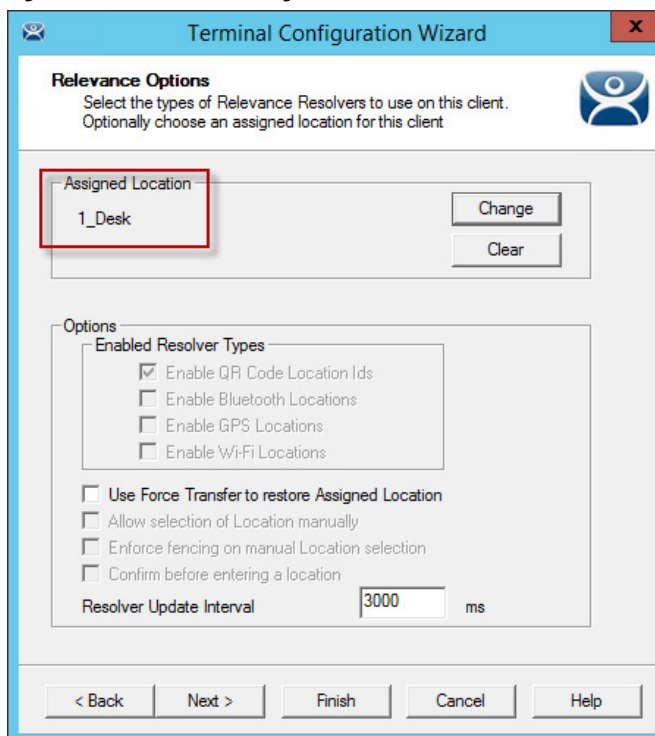 Terminal Configuration Wizard
x
Relevance Options
Select the types of Relevance Resolvers to use on this client.
Optionally choose an assigned location for this client
Assigned Location
1_Desk
Change
Clear
Options
Enabled Resolver Types
Enable QR Code Location Ids
Enable Bluetooth Locations
Enable GPS Locations
Enable Wi-Fi Locations
Use Force Transfer to restore Assigned Location
Allow selection of Location manually
Enforce fencing on manual Location selection
Confirm before entering a location
Resolver Update Interval 3000 ms
< Back Next > Finish Cancel Help